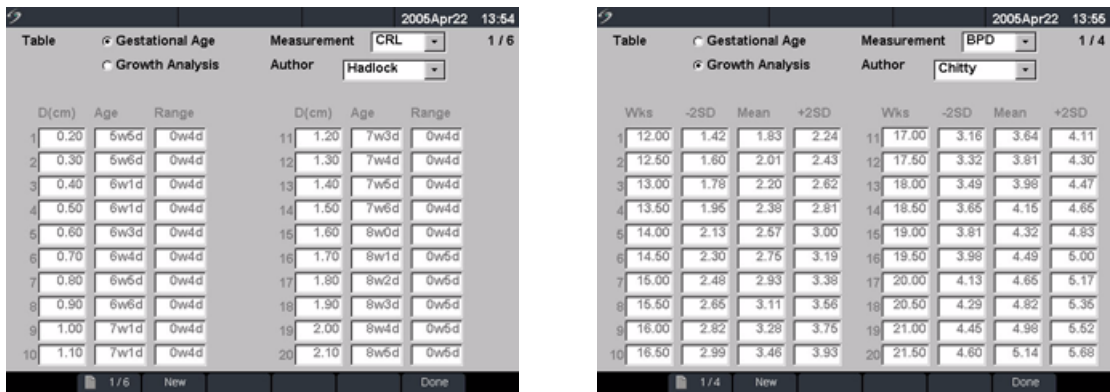 2005Apr22 13:54
Table Gestational Age Measurement CRL 1 / 6
Growth Analysis Author Hadlock
D(cm) Age Range D(cm) Age Range
1 0.20 5w5d 0w4d 11 1.20 7w3d 0w4d
2 0.30 5w6d 0w4d 12 1.30 7w4d 0w4d
3 0.40 6w1d 0w4d 13 1.40 7w5d 0w4d
4 0.50 6w1d 0w4d 14 1.50 7w6d 0w4d
5 0.60 6w3d 0w4d 15 1.60 8w0d 0w4d
6 0.70 6w4d 0w4d 16 1.70 8w1d 0w5d
7 0.80 6w5d 0w4d 17 1.80 8w2d 0w5d
8 0.90 6w6d 0w4d 18 1.90 8w3d 0w5d
9 1.00 7w1d 0w4d 19 2.00 8w4d 0w5d
10 1.10 7w1d 0w4d 20 2.10 8w5d 0w5d
1/6 New Done
2005Apr22 13:55
Table Gestational Age Measurement BPD 1 / 4
Growth Analysis Author Chitty
Wks -2SD Mean +2SD Wks -2SD Mean +2SD
1 12.00 1.42 1.83 2.24 11 17.00 3.16 3.64 4.11
2 12.50 1.60 2.01 2.43 12 17.50 3.32 3.81 4.30
3 13.00 1.78 2.20 2.62 13 18.00 3.49 3.98 4.47
4 13.50 1.95 2.38 2.81 14 18.50 3.65 4.15 4.65
5 14.00 2.13 2.57 3.00 15 19.00 3.81 4.32 4.83
6 14.50 2.30 2.75 3.19 16 19.50 3.98 4.49 5.00
7 15.00 2.48 2.93 3.38 17 20.00 4.13 4.65 5.17
8 15.50 2.65 3.11 3.56 18 20.50 4.29 4.82 5.35
9 16.00 2.82 3.28 3.75 19 21.00 4.45 4.98 5.52
10 16.50 2.99 3.46 3.93 20 21.50 4.60 5.14 5.68
1/4 New Done